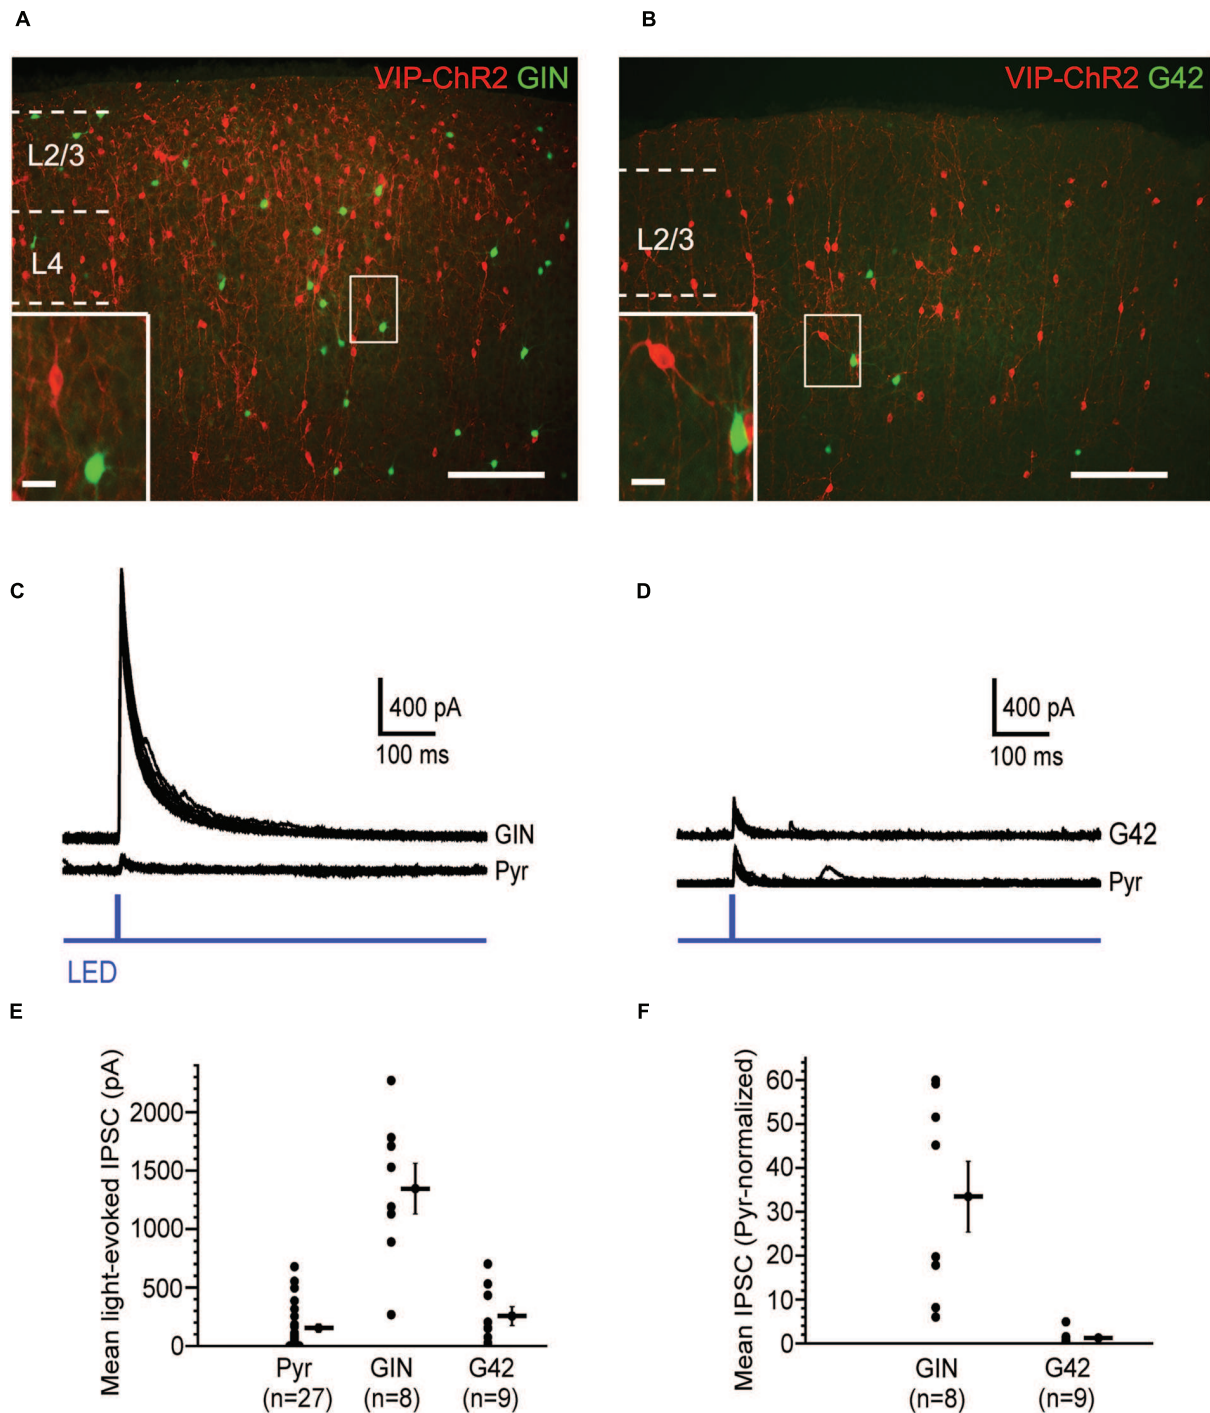 A
B
VIP-ChR2 GIN
VIP-ChR2 G42
L2/3
L4
L2/3
C
D
400 pA
100 ms
GIN
Pyr
LED
400 pA
100 ms
G42
Pyr
E
F
Mean light-evoked IPSC (pA)
2000
1500
1000
500
0
Pyr
(n=27)
GIN
(n=8)
G42
(n=9)
Mean IPSC (Pyr-normalized)
60
50
40
30
20
10
0
GIN
(n=8)
G42
(n=9)